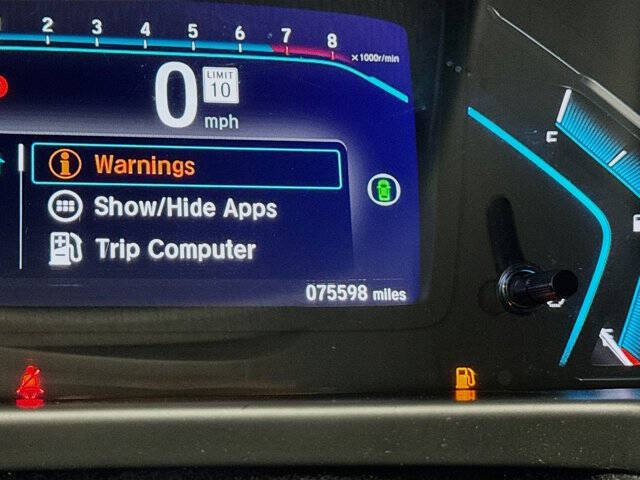 2 3 4 5 6 7 8
x1000r/min
0
LIMIT
10
mph
Warnings
Show/Hide Apps
Trip Computer
075598 miles